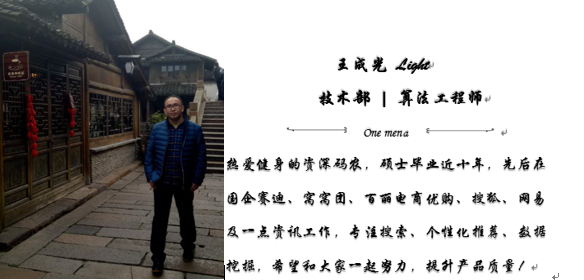 王成光 Light
技术部 | 算法工程师
One mena
热爱健身的资深码农，硕士毕业近十年，先后在
国企赛迪、窝窝团、百丽电商优购、搜狐、网易
及一点资讯工作，专注搜索、个性化推荐、数据
挖掘，希望和大家一起努力，提升产品质量！